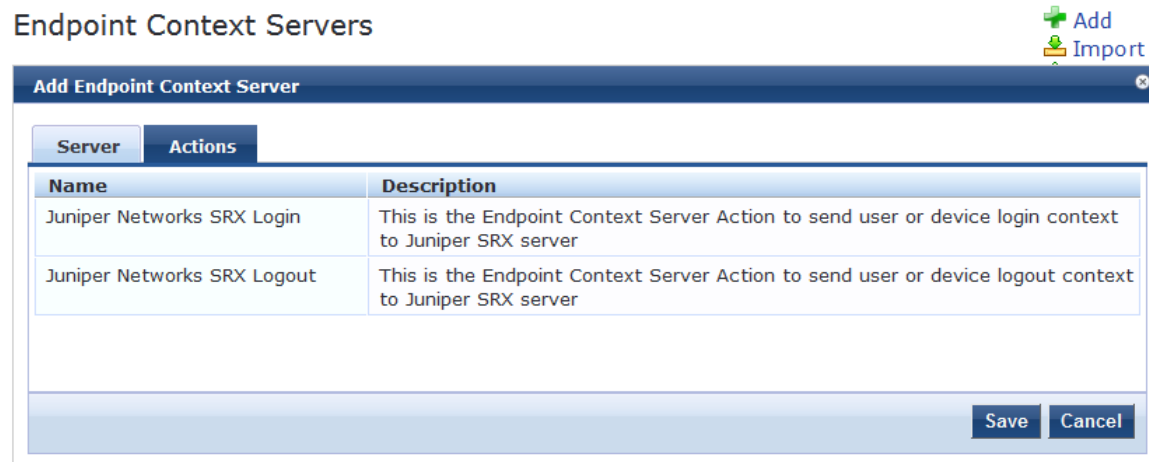 Endpoint Context Servers
Add
Import
Add Endpoint Context Server
Server
Actions
Name
Description
Juniper Networks SRX Login
This is the Endpoint Context Server Action to send user or device login context
to Juniper SRX server
Juniper Networks SRX Logout
This is the Endpoint Context Server Action to send user or device logout context
to Juniper SRX server
Save
Cancel